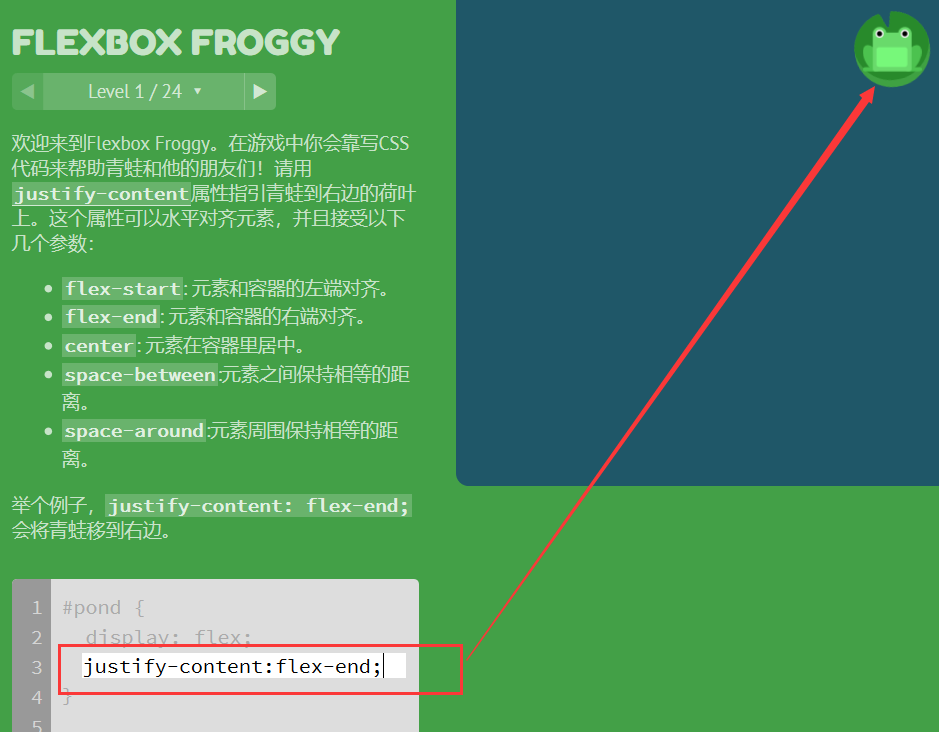 FLEXBOX FROGGY
Level 1 / 24
欢迎来到Flexbox Froggy。在游戏中你会靠写CSS
代码来帮助青蛙和他的朋友们！请用
justify-content属性指引青蛙到右边的荷叶
上。这个属性可以水平对齐元素，并且接受以下
几个参数：
flex-start: 元素和容器的左端对齐。
flex-end: 元素和容器的右端对齐。
center: 元素在容器里居中。
space-between:元素之间保持相等的距
离。
space-around:元素周围保持相等的距
离。
举个例子，justify-content: flex-end;
会将青蛙移到右边。
1 #pond {
2 display: flex;
3 justify-content:flex-end;
4 }
5